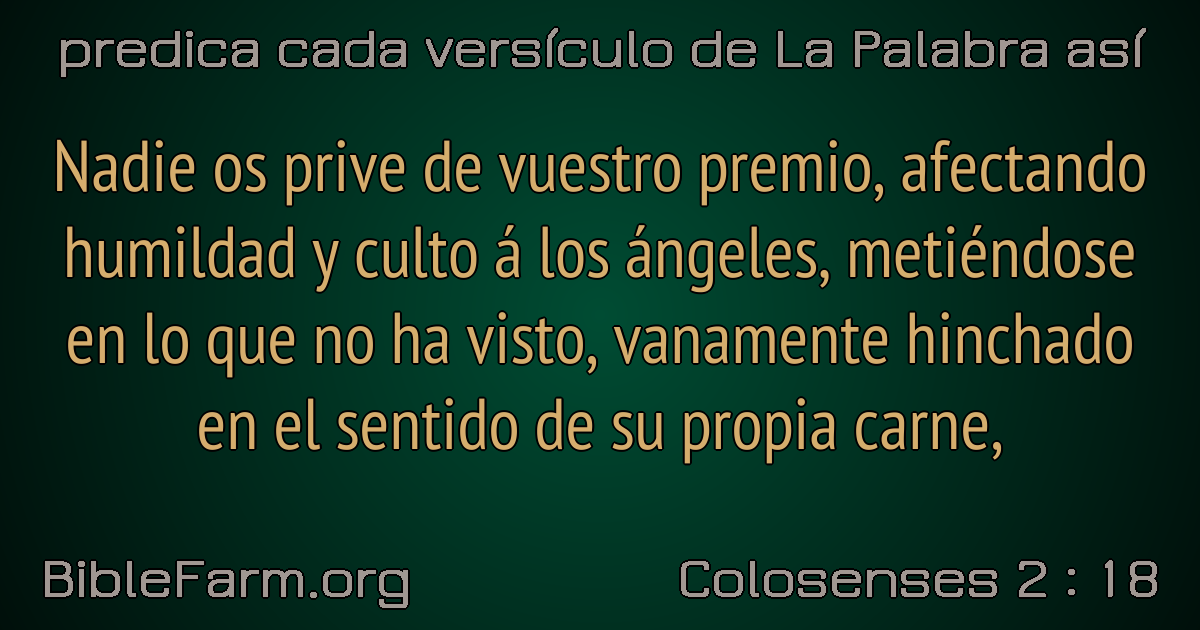 predica cada versículo de La Palabra así
Nadie os prive de vuestro premio, afectando
humildad y culto á los ángeles, metiéndose
en lo que no ha visto, vanamente hinchado
en el sentido de su propia carne,
BibleFarm.org
Colosenses 2 : 18